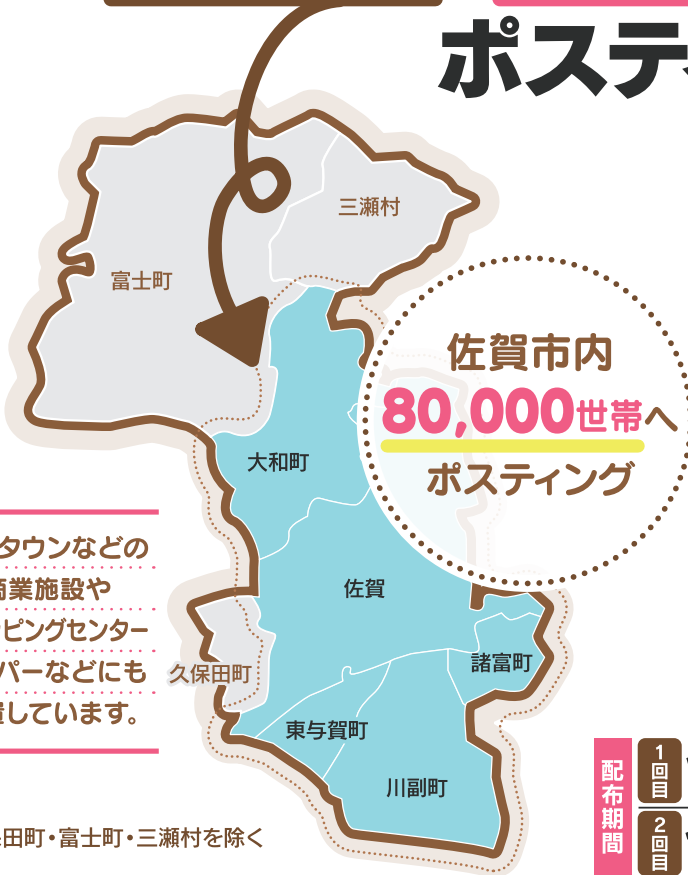 ポステ
三瀬村
富士町
佐賀市内
80,000世帯へ
ポスティング
大和町
タウンなどの
商業施設や
ピングセンター
佐賀
パーなどにも
久保田町
諸富町
置しています。
東与賀町
川副町
配布期間
1回目
2回目
保田町・富士町・三瀬村を除く